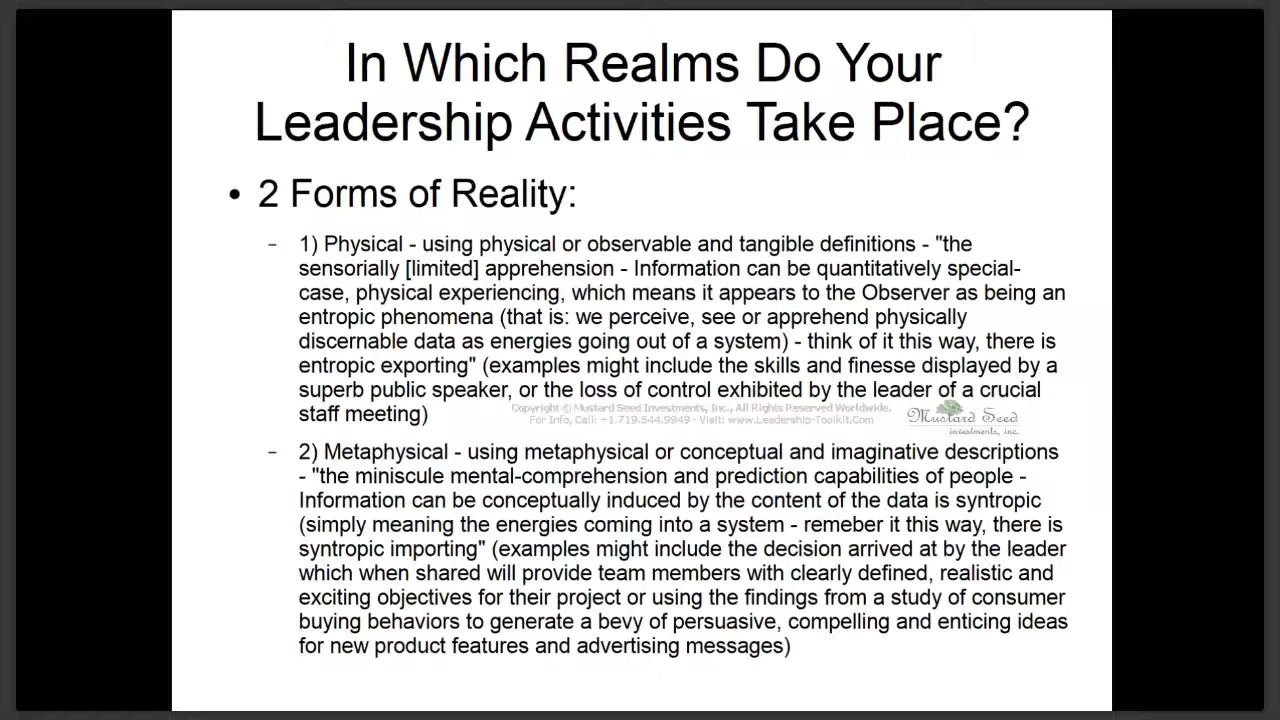 In Which Realms Do Your
Leadership Activities Take Place?
• 2 Forms of Reality:
– 1) Physical - using physical or observable and tangible definitions - "the
sensorially [limited] apprehension - Information can be quantitatively special-
case, physical experiencing, which means it appears to the Observer as being an
entropic phenomena (that is: we perceive, see or apprehend physically
discernable data as energies going out of a system) - think of it this way, there is
entropic exporting" (examples might include the skills and finesse displayed by a
superb public speaker, or the loss of control exhibited by the leader of a crucial
staff meeting)
Copyright © Mustard Seed Investments, Inc., All Rights Reserved Worldwide.
For Info, Call: +1.719.544.9949 - Visit: www.Leadership-Toolkit.Com
Mustard Seed
investments, inc.
– 2) Metaphysical - using metaphysical or conceptual and imaginative descriptions
- "the miniscule mental-comprehension and prediction capabilities of people -
Information can be conceptually induced by the content of the data is syntropic
(simply meaning the energies coming into a system - remeber it this way, there is
syntropic importing" (examples might include the decision arrived at by the leader
which when shared will provide team members with clearly defined, realistic and
exciting objectives for their project or using the findings from a study of consumer
buying behaviors to generate a bevy of persuasive, compelling and enticing ideas
for new product features and advertising messages)